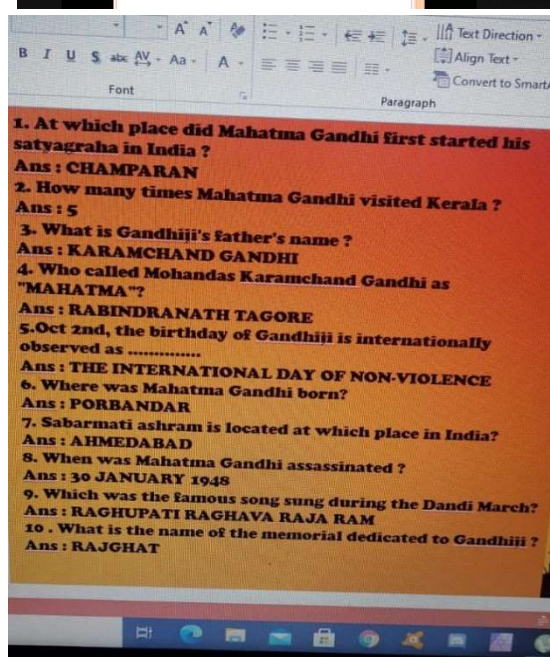 Text Direction
B I U S abc AV Aa A
Align Text
Convert to SmartA
Font
Paragraph
1. At which place did Mahatma Gandhi first started his
satyagraha in India ?
Ans : CHAMPARAN
2. How many times Mahatma Gandhi visited Kerala ?
Ans : 5
3. What is Gandhiji's father's name ?
Ans : KARAMCHAND GANDHI
4. Who called Mohandas Karamchand Gandhi as
"MAHATMA"?
Ans : RABINDRANATH TAGORE
5.Oct 2nd, the birthday of Gandhiji is internationally
observed as ..............
Ans : THE INTERNATIONAL DAY OF NON-VIOLENCE
6. Where was Mahatma Gandhi born?
Ans : PORBANDAR
7. Sabarmati ashram is located at which place in India?
Ans : AHMEDABAD
8. When was Mahatma Gandhi assassinated ?
Ans : 30 JANUARY 1948
9. Which was the famous song sung during the Dandi March?
Ans : RAGHUPATI RAGHAVA RAJA RAM
10 . What is the name of the memorial dedicated to Gandhiji ?
Ans : RAJGHAT